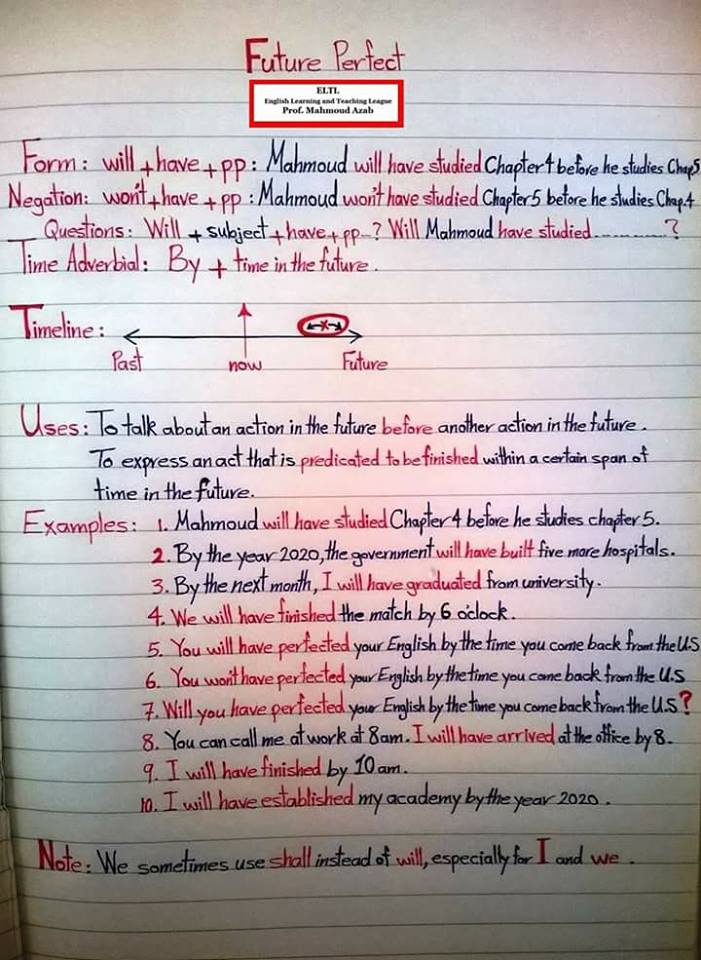 Future Perfect
ELTL
English Learning and Teaching League
Prof. Mahmoud Azab
Form: will + have + pp: Mahmoud will have studied Chapter 4 before he studies Chap5
Negation: won't + have + pp: Mahmoud won't have studied Chapter 5 before he studies Chap.4
Questions: Will + subject + have + pp...? Will Mahmoud have studied............?
Time Adverbial: By + time in the future.
Timeline:
Past now Future
Uses: To talk about an action in the future before another action in the future.
To express an act that is predicated to be finished within a certain span of
time in the future.
Examples: 1. Mahmoud will have studied Chapter 4 before he studies chapter 5.
2. By the year 2020, the government will have built five more hospitals.
3. By the next month, I will have graduated from university.
4. We will have finished the match by 6 o'clock.
5. You will have perfected your English by the time you come back from the US
6. You won't have perfected your English by the time you come back from the U.S
7. Will you have perfected your English by the time you come back from the U.S?
8. You can call me at work at 8am. I will have arrived at the office by 8.
9. I will have finished by 10 am.
10. I will have established my academy by the year 2020.
Note: We sometimes use shall instead of will, especially for I and we.